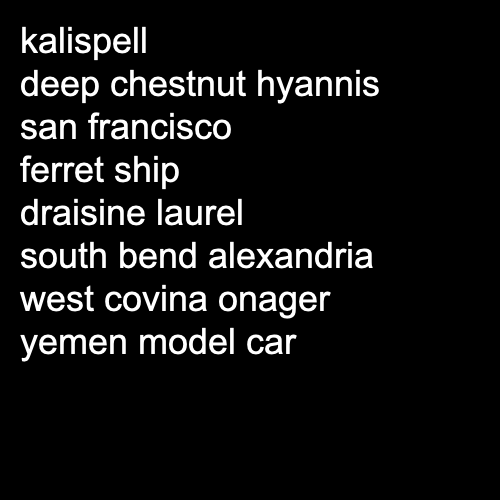 kalispell
deep chestnut hyannis
san francisco
ferret ship
draisine laurel
south bend alexandria
west covina onager
yemen model car